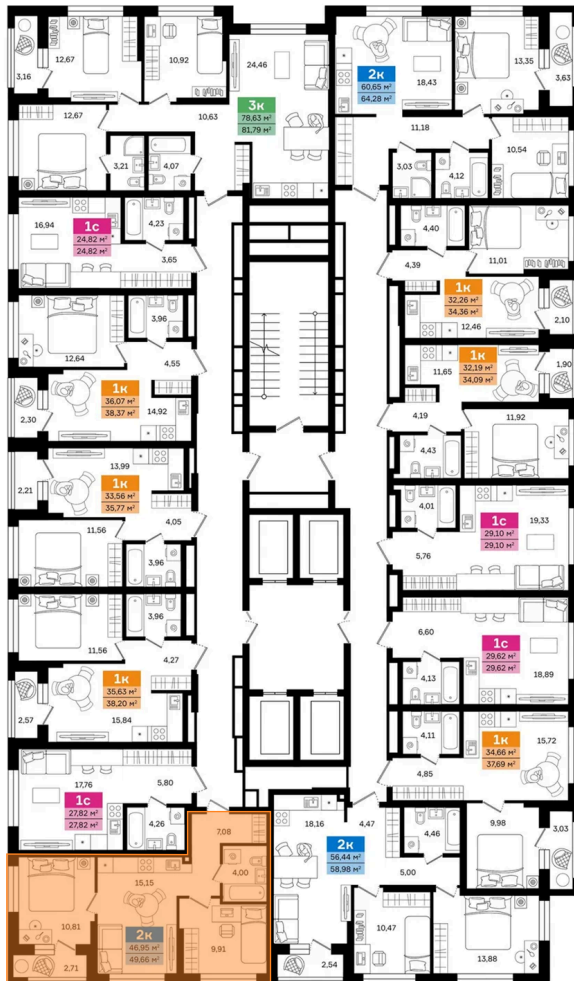 3,16
12,67
10,92
24,46
2к
60,65 м²
64,28 м²
18,43
13,35
3,63
12,67
10,63
3к
78,63 м²
81,79 м²
11,18
10,54
3,21
4,07
3,03
4,12
16,94
1с
24,82 м²
24,82 м²
4,23
3,65
4,40
4,39
11,01
1к
32,26 м²
34,36 м²
12,46
2,10
3,96
12,64
4,55
1к
32,19 м²
34,09 м²
11,65
1,90
1к
36,07 м²
38,37 м²
14,92
2,30
4,19
11,92
4,43
13,99
1к
33,56 м²
35,77 м²
2,21
4,05
4,01
1с
29,10 м²
29,10 м²
19,33
5,76
11,56
3,96
3,96
11,56
4,27
6,60
1с
29,62 м²
29,62 м²
18,89
4,13
1к
35,63 м²
38,20 м²
15,84
2,57
4,11
1к
34,66 м²
37,69 м²
15,72
4,85
17,76
1с
27,82 м²
27,82 м²
5,80
4,26
7,08
18,16
4,47
2к
56,44 м²
58,98 м²
4,46
9,98
3,03
5,00
4,00
15,15
10,81
2к
46,95 м²
49,66 м²
9,91
2,71
10,47
2,54
13,88